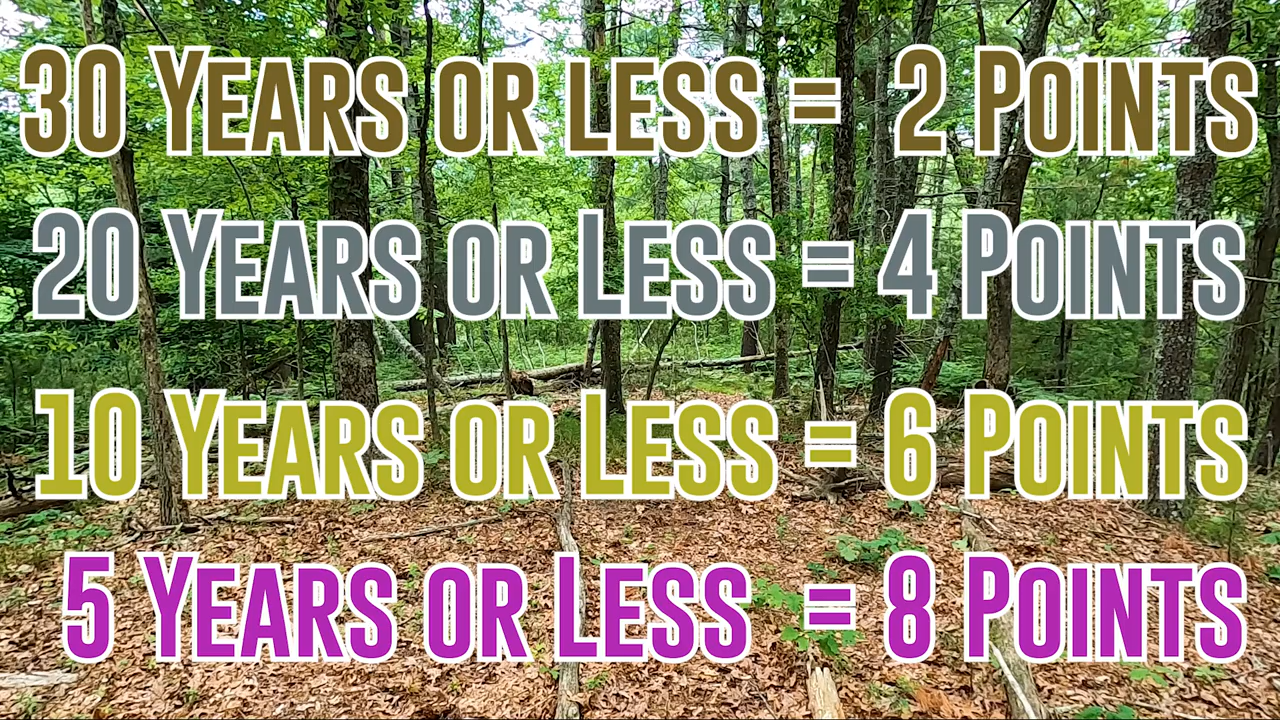 30 Years or less = 2 Points
20 Years or Less = 4 Points
10 Years or Less = 6 Points
5 Years or Less = 8 Points